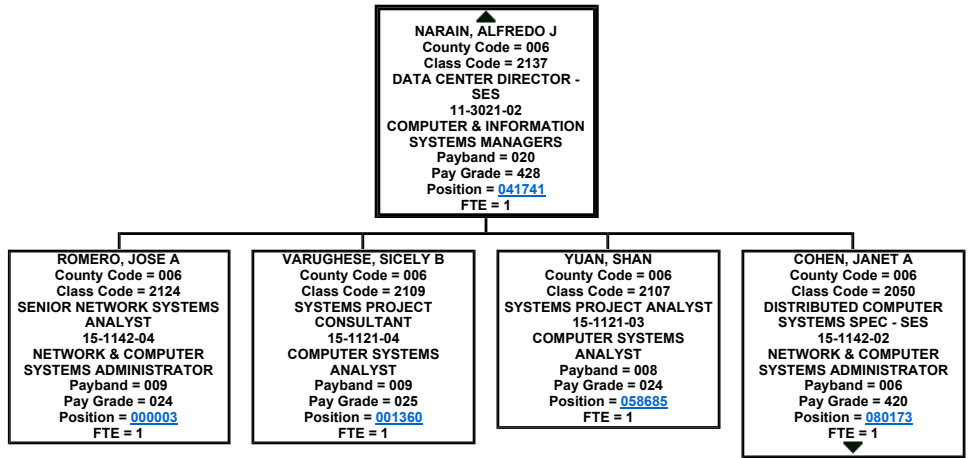 NARAIN, ALFREDO J
County Code = 006
Class Code = 2137
DATA CENTER DIRECTOR -
SES
11-3021-02
COMPUTER & INFORMATION
SYSTEMS MANAGERS
Payband = 020
Pay Grade = 428
Position = 041741
FTE = 1
ROMERO, JOSE A
County Code = 006
Class Code = 2124
SENIOR NETWORK SYSTEMS
ANALYST
15-1142-04
NETWORK & COMPUTER
SYSTEMS ADMINISTRATOR
Payband = 009
Pay Grade = 024
Position = 000003
FTE = 1
VARUGHESE, SICELY B
County Code = 006
Class Code = 2109
SYSTEMS PROJECT
CONSULTANT
15-1121-04
COMPUTER SYSTEMS
ANALYST
Payband = 009
Pay Grade = 025
Position = 001360
FTE = 1
YUAN, SHAN
County Code = 006
Class Code = 2107
SYSTEMS PROJECT ANALYST
15-1121-03
COMPUTER SYSTEMS
ANALYST
Payband = 008
Pay Grade = 024
Position = 058685
FTE = 1
COHEN, JANET A
County Code = 006
Class Code = 2050
DISTRIBUTED COMPUTER
SYSTEMS SPEC - SES
15-1142-02
NETWORK & COMPUTER
SYSTEMS ADMINISTRATOR
Payband = 006
Pay Grade = 420
Position = 080173
FTE = 1